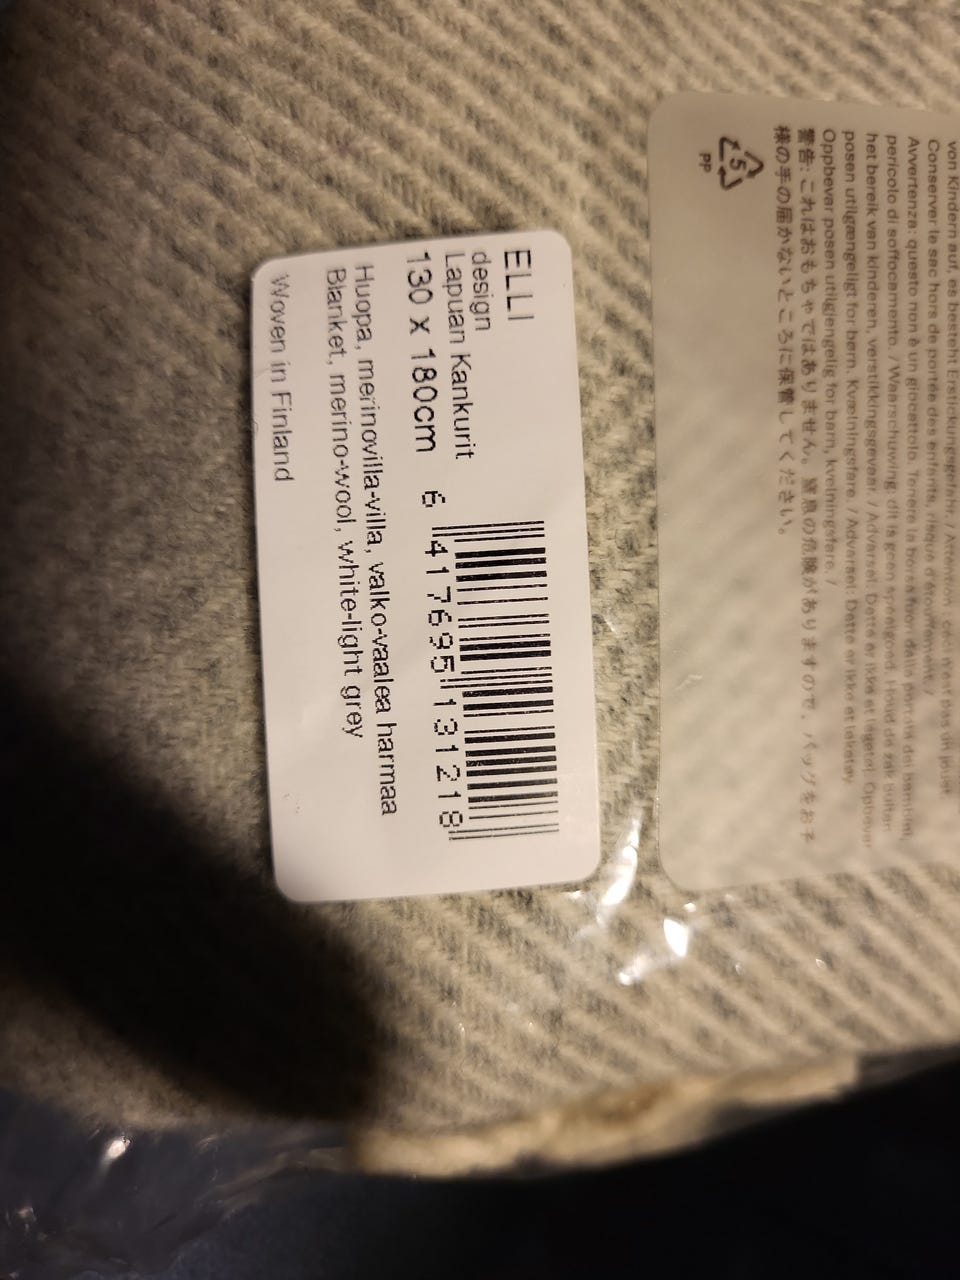 ELLI
design
Lapuan Kankurit
130 x 180cm
6 417695 131218
Huopa, merinovilla-villa, valko-vaalea harmaa
Blanket, merino-wool, white-light grey
Woven in Finland
von Kindern auf, es besteht Erstickungsgefahr. / Attention: ceci n'est pas un jouet.
Conserver le sac hors de portée des enfants, risque d'étouffement. /
Avvertenza: questo non è un giocattolo. Tenere la borsa fuori dalla portata dei bambini,
pericolo di soffocamento. / Waarschuwing: dit is geen speelgoed. Houd de zak buiten
het bereik van kinderen, verstikkingsgevaar. / Advarsel: Dette er ikke et legetøj. Opbevar
posen utilgængeligt for børn. Kvælningsfare. / Advarsel: Dette er ikke et leketøy.
Oppbevar posen utilgjengelig for barn, kvelningsfare. /
警告: これはおもちゃではありません。窒息の危険がありますので、バッグをお子
様の手の届かないところに保管してください。
5
PP